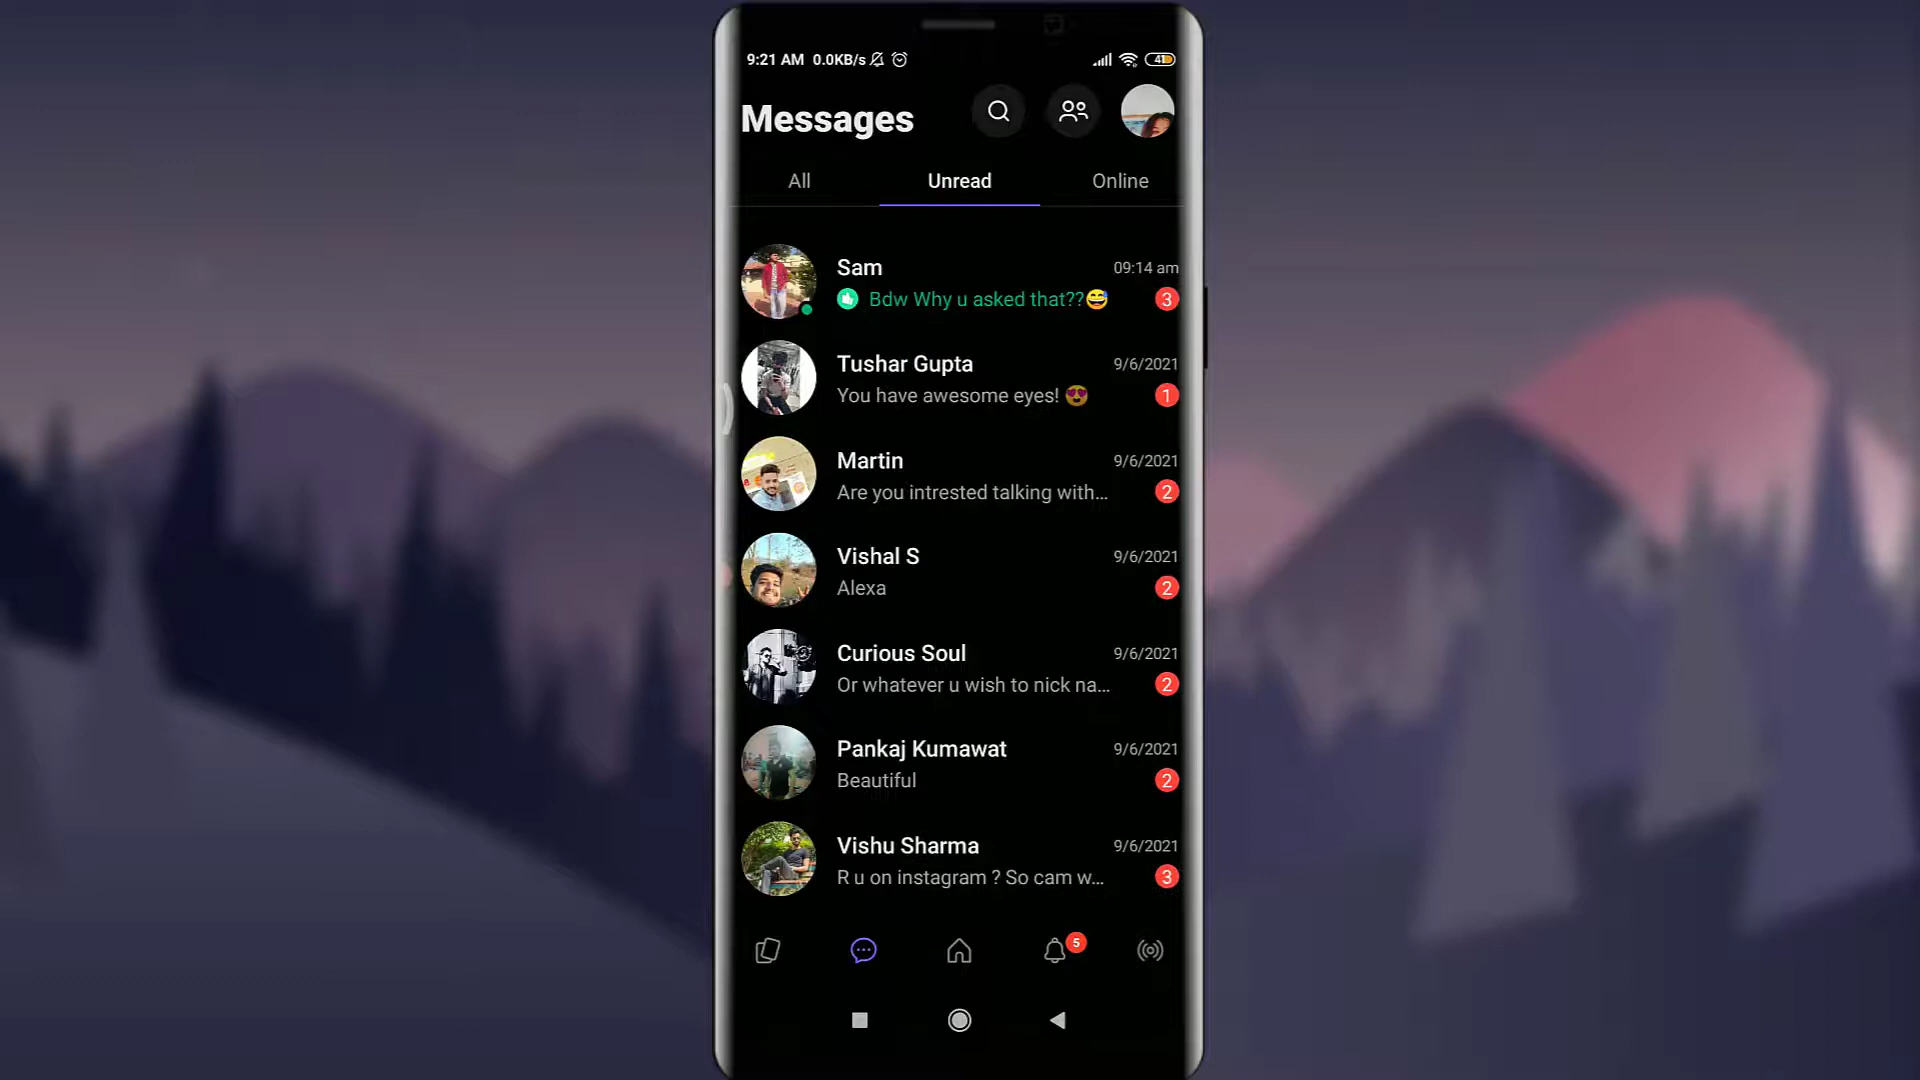 9:21 AM 0.0KB/s 41
Messages
All Unread Online
Sam 09:14 am
Bdw Why u asked that??😅 3
Tushar Gupta 9/6/2021
You have awesome eyes! 😍 1
Martin 9/6/2021
Are you intrested talking with... 2
Vishal S 9/6/2021
Alexa 2
Curious Soul 9/6/2021
Or whatever u wish to nick na... 2
Pankaj Kumawat 9/6/2021
Beautiful 2
Vishu Sharma 9/6/2021
R u on instagram ? So cam w... 3
5